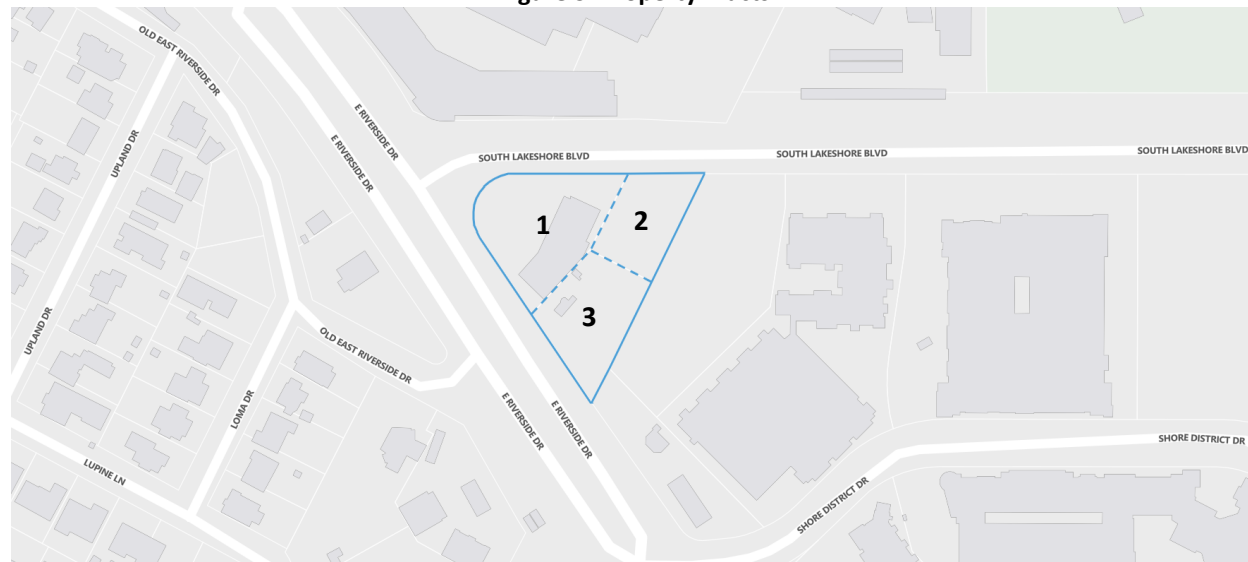 OLD EAST RIVERSIDE DR
E RIVERSIDE DR
E RIVERSIDE DR
UPLAND DR
SOUTH LAKESHORE BLVD
SOUTH LAKESHORE BLVD
SOUTH LAKESHORE BLVD
1
2
3
UPLAND DR
OLD EAST RIVERSIDE DR
LOMA DR
E RIVERSIDE DR
E RIVERSIDE DR
LUPINE LN
SHORE DISTRICT DR
SHORE DISTRICT DR